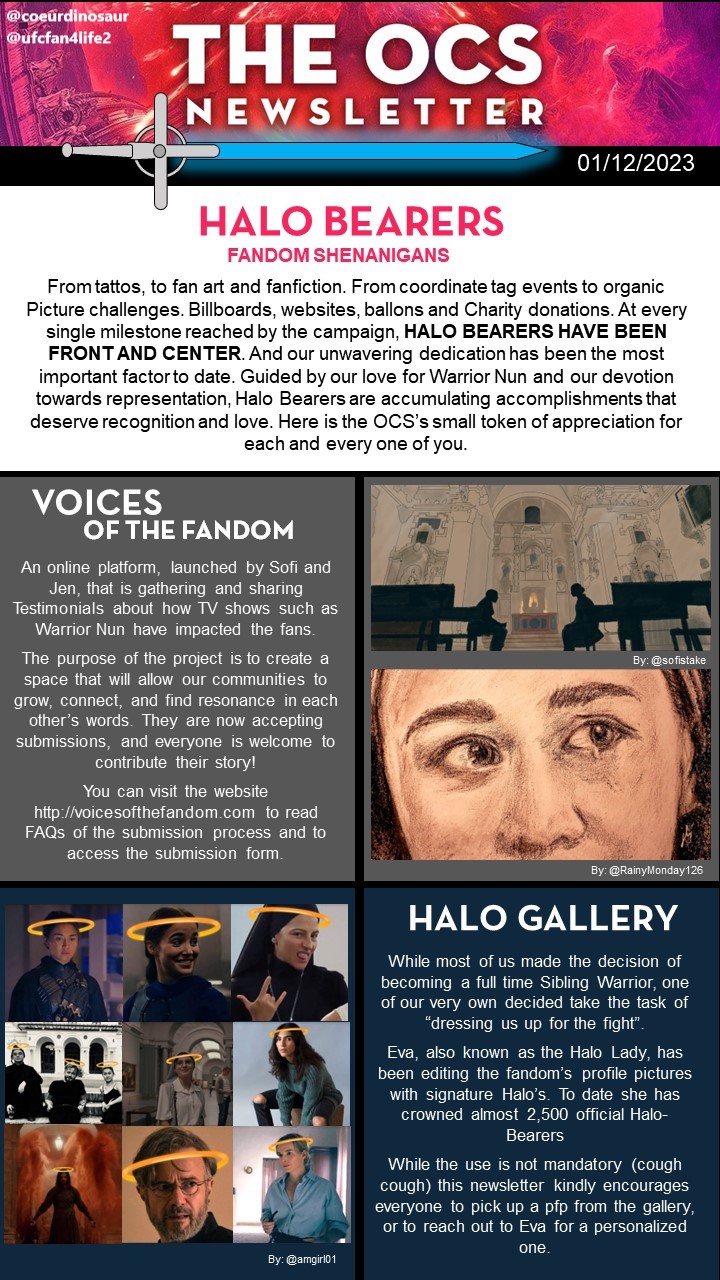 @coeurdinosaur
@ufcfan4life2
THE OCS
NEWSLETTER
01/12/2023
HALO BEARERS
FANDOM SHENANIGANS
From tattos, to fan art and fanfiction. From coordinate tag events to organic
Picture challenges. Billboards, websites, ballons and Charity donations. At every
single milestone reached by the campaign, HALO BEARERS HAVE BEEN
FRONT AND CENTER. And our unwavering dedication has been the most
important factor to date. Guided by our love for Warrior Nun and our devotion
towards representation, Halo Bearers are accumulating accomplishments that
deserve recognition and love. Here is the OCS’s small token of appreciation for
each and every one of you.
VOICES
OF THE FANDOM
An online platform, launched by Sofi and
Jen, that is gathering and sharing
Testimonials about how TV shows such as
Warrior Nun have impacted the fans.
The purpose of the project is to create a
space that will allow our communities to
grow, connect, and find resonance in each
other’s words. They are now accepting
submissions, and everyone is welcome to
contribute their story!
You can visit the website
http://voicesofthefandom.com to read
FAQs of the submission process and to
access the submission form.
By: @sofistake
By: @RainyMonday126
By: @amgirl01
HALO GALLERY
While most of us made the decision of
becoming a full time Sibling Warrior, one
of our very own decided take the task of
“dressing us up for the fight”.
Eva, also known as the Halo Lady, has
been editing the fandom’s profile pictures
with signature Halo’s. To date she has
crowned almost 2,500 official Halo-
Bearers
While the use is not mandatory (cough
cough) this newsletter kindly encourages
everyone to pick up a pfp from the gallery,
or to reach out to Eva for a personalized
one.